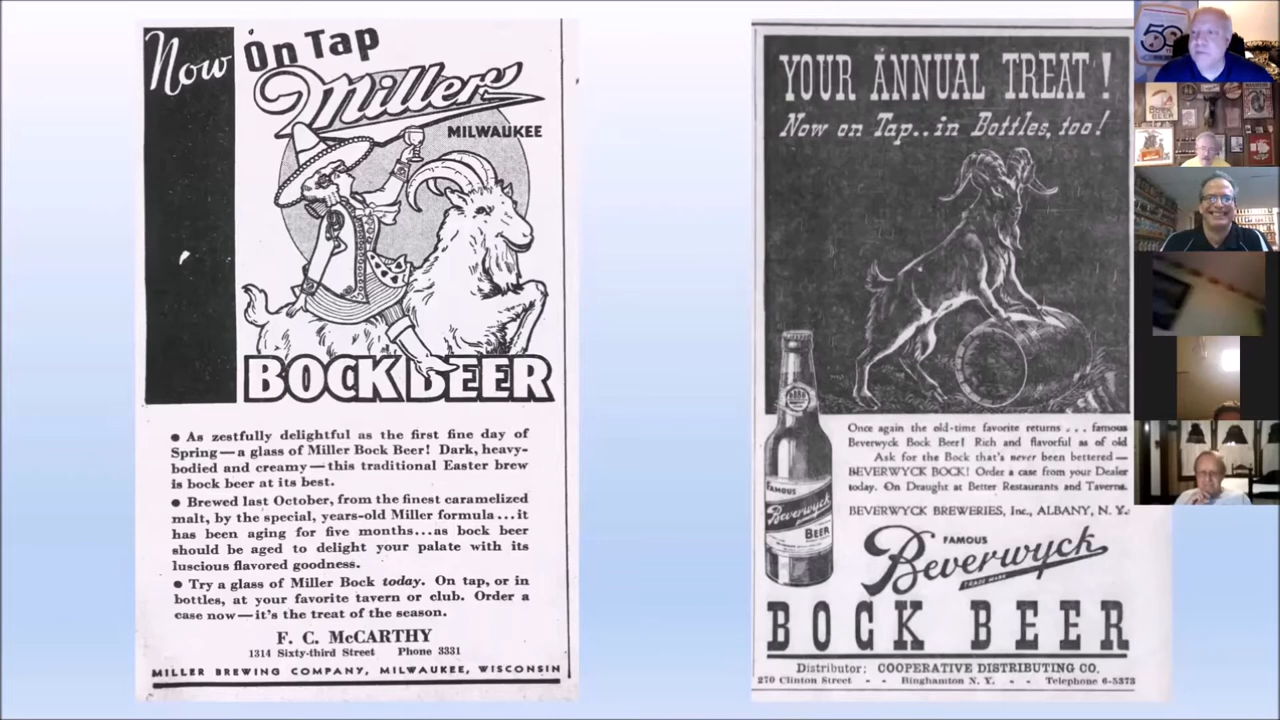 Now On Tap
Miller
MILWAUKEE
BOCK BEER
● As zestfully delightful as the first fine day of
Spring—a glass of Miller Bock Beer! Dark, heavy-
bodied and creamy—this traditional Easter brew
is bock beer at its best.
● Brewed last October, from the finest caramelized
malt, by the special, years-old Miller formula...it
has been aging for five months...as bock beer
should be aged to delight your palate with its
luscious flavored goodness.
● Try a glass of Miller Bock today. On tap, or in
bottles, at your favorite tavern or club. Order a
case now—it's the treat of the season.
F. C. McCARTHY
1314 Sixty-third Street Phone 3331
MILLER BREWING COMPANY, MILWAUKEE, WISCONSIN
YOUR ANNUAL TREAT!
Now on Tap..in Bottles, too!
FAMOUS
Beverwyck
BEER
Once again the old-time favorite returns . . . famous
Beverwyck Bock Beer! Rich and flavorful as of old
Ask for the Bock that's never been bettered—
BEVERWYCK BOCK! Order a case from your Dealer
today. On Draught at Better Restaurants and Taverns.
BEVERWYCK BREWERIES, Inc., ALBANY, N. Y.
FAMOUS
Beverwyck
TRADE MARK
BOCK BEER
Distributor: COOPERATIVE DISTRIBUTING CO.
270 Clinton Street - - Binghamton N. Y. - - Telephone 6-5373
50
BOCK
BEER